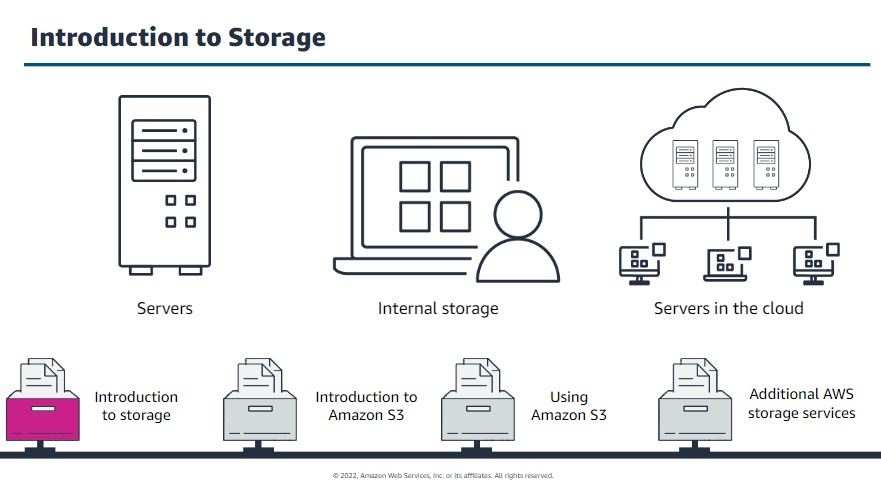 Introduction to Storage
Servers
Internal storage
Servers in the cloud
Introduction
to storage
Introduction to
Amazon S3
Using
Amazon S3
Additional AWS
storage services
© 2022, Amazon Web Services, Inc. or its affiliates. All rights reserved.